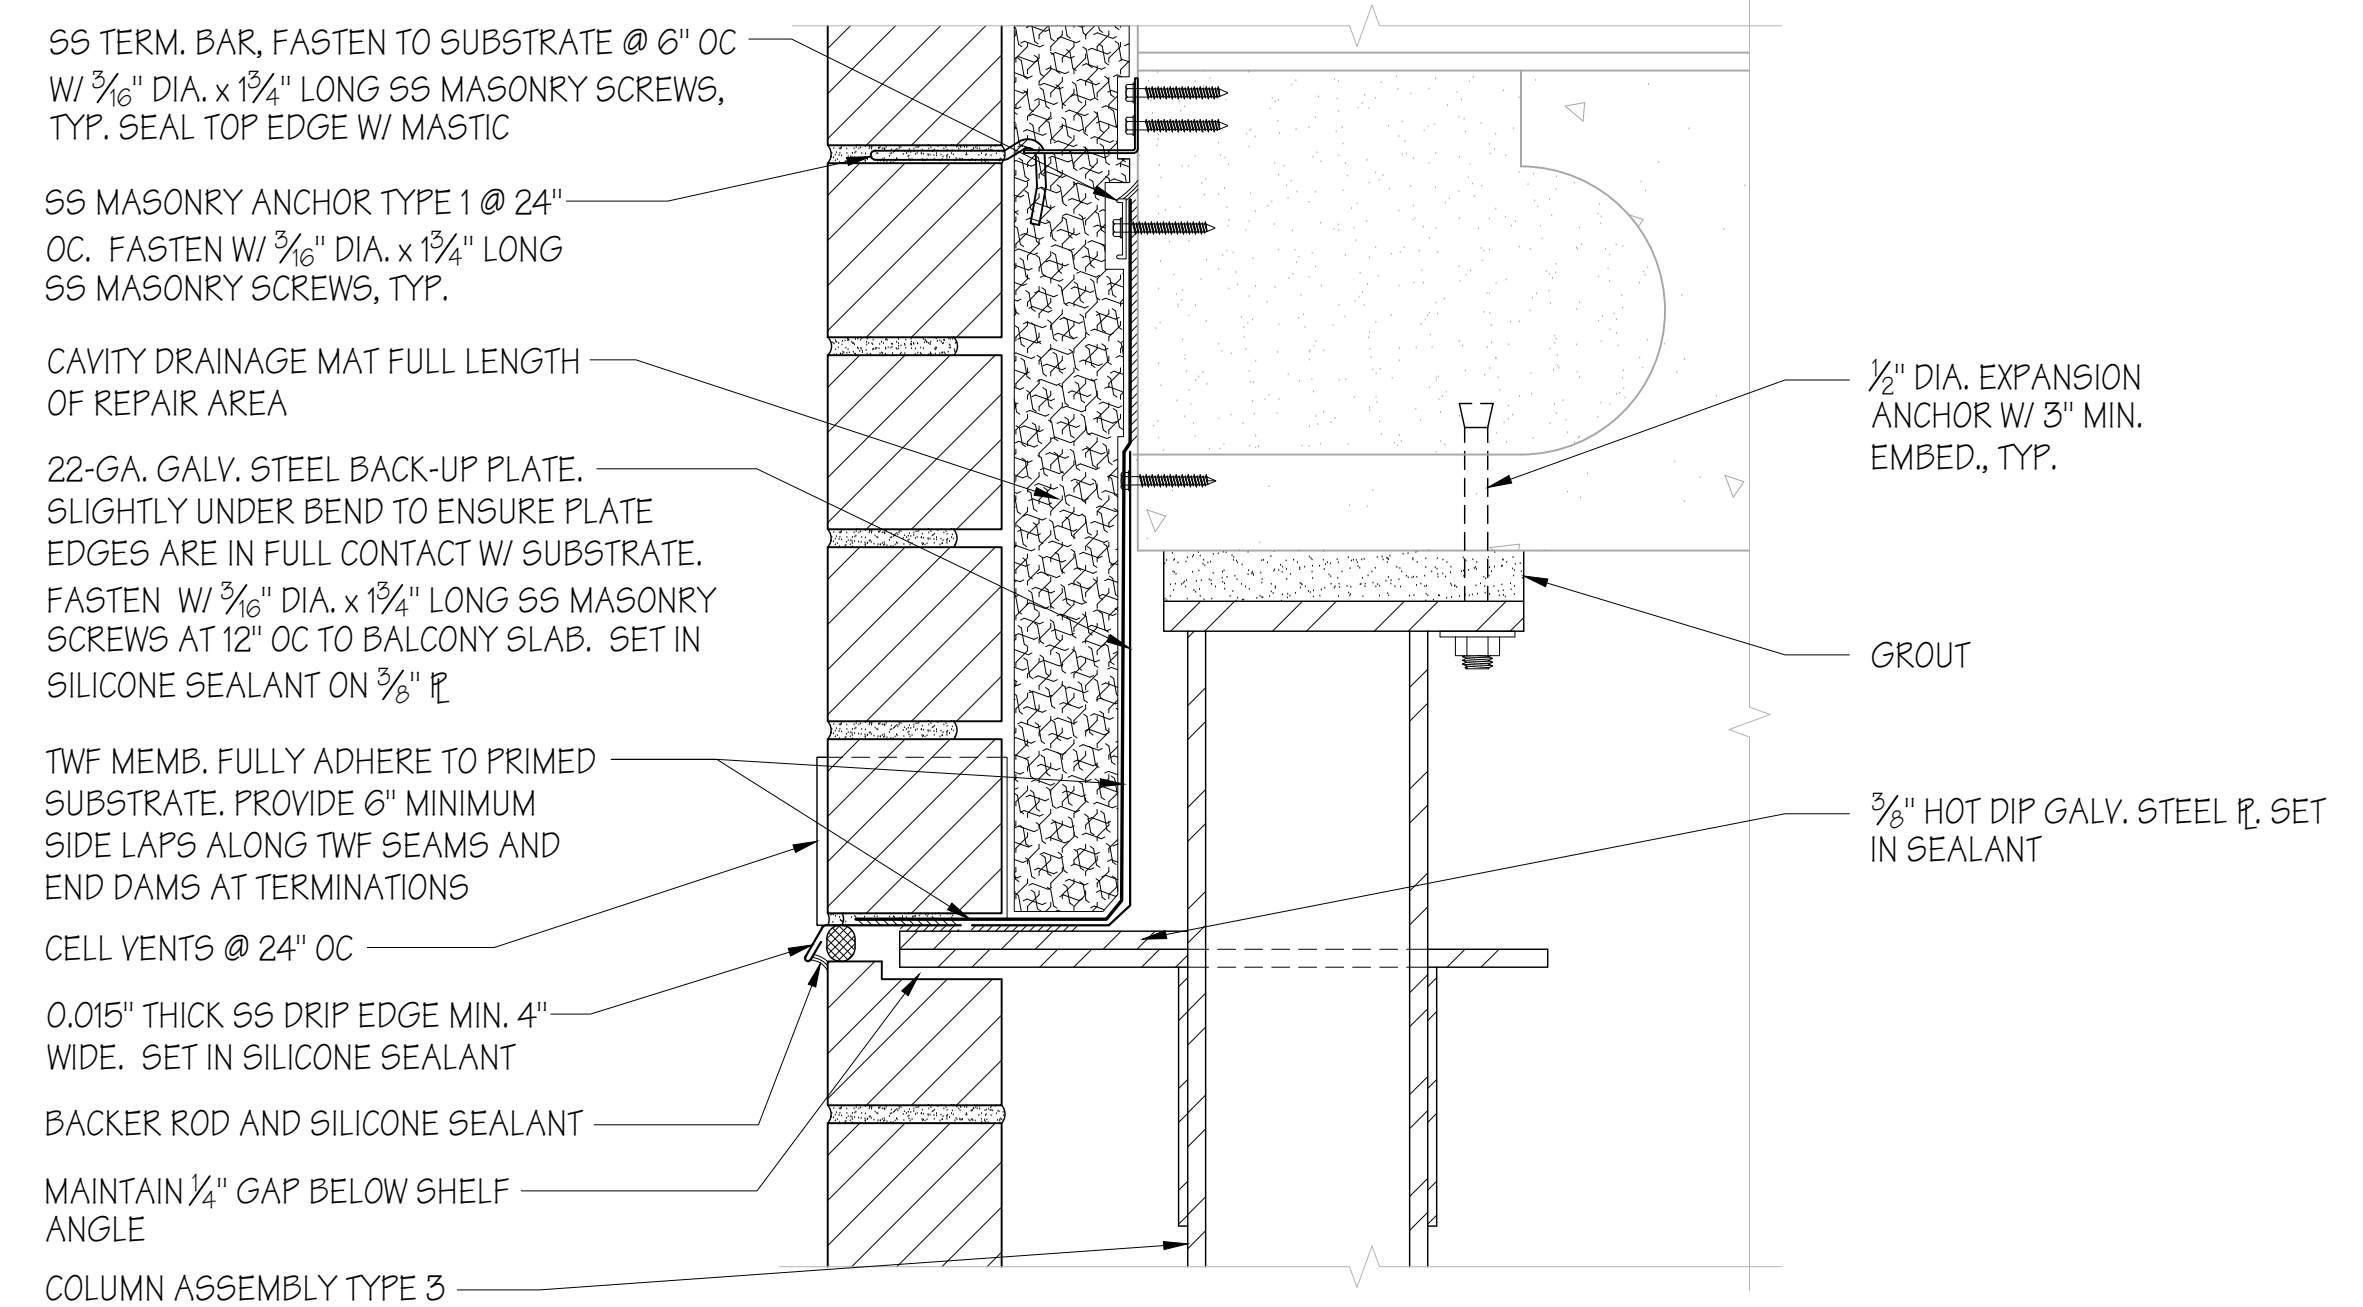 SS TERM. BAR, FASTEN TO SUBSTRATE @ 6" OC
W/ 3/16" DIA. x 1 3/4" LONG SS MASONRY SCREWS,
TYP. SEAL TOP EDGE W/ MASTIC
SS MASONRY ANCHOR TYPE 1 @ 24"
OC. FASTEN W/ 3/16" DIA. x 1 3/4" LONG
SS MASONRY SCREWS, TYP.
CAVITY DRAINAGE MAT FULL LENGTH
OF REPAIR AREA
22-GA. GALV. STEEL BACK-UP PLATE.
SLIGHTLY UNDER BEND TO ENSURE PLATE
EDGES ARE IN FULL CONTACT W/ SUBSTRATE.
FASTEN W/ 3/16" DIA. x 1 3/4" LONG SS MASONRY
SCREWS AT 12" OC TO BALCONY SLAB. SET IN
SILICONE SEALANT ON 3/8" PL
TWF MEMB. FULLY ADHERE TO PRIMED
SUBSTRATE. PROVIDE 6" MINIMUM
SIDE LAPS ALONG TWF SEAMS AND
END DAMS AT TERMINATIONS
CELL VENTS @ 24" OC
0.015" THICK SS DRIP EDGE MIN. 4"
WIDE. SET IN SILICONE SEALANT
BACKER ROD AND SILICONE SEALANT
MAINTAIN 1/4" GAP BELOW SHELF
ANGLE
COLUMN ASSEMBLY TYPE 3
1/2" DIA. EXPANSION
ANCHOR W/ 3" MIN.
EMBED., TYP.
GROUT
3/8" HOT DIP GALV. STEEL PL. SET
IN SEALANT